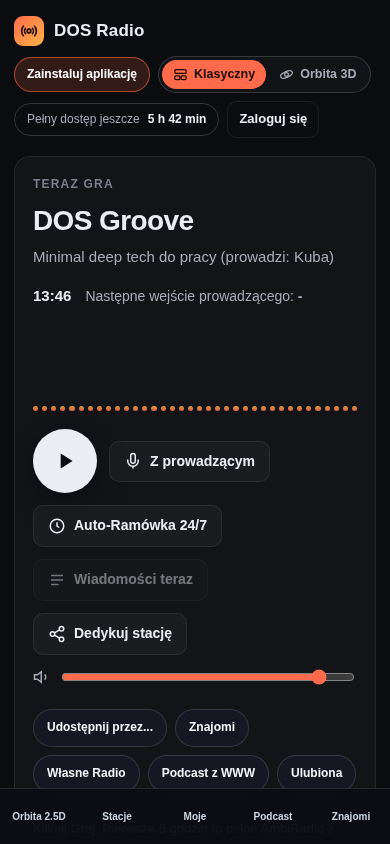 DOS Radio
Zainstaluj aplikację
Klasyczny
Orbita 3D
Pełny dostęp jeszcze 5 h 42 min
Zaloguj się
TERAZ GRA
DOS Groove
Minimal deep tech do pracy (prowadzi: Kuba)
13:46 Następne wejście prowadzącego: -
Z prowadzącym
Auto-Ramówka 24/7
Wiadomości teraz
Dedykuj stację
Udostępnij przez...
Znajomi
Własne Radio
Podcast z WWW
Ulubiona
Orbita 2.5D
Stacje
Moje
Podcast
Znajomi